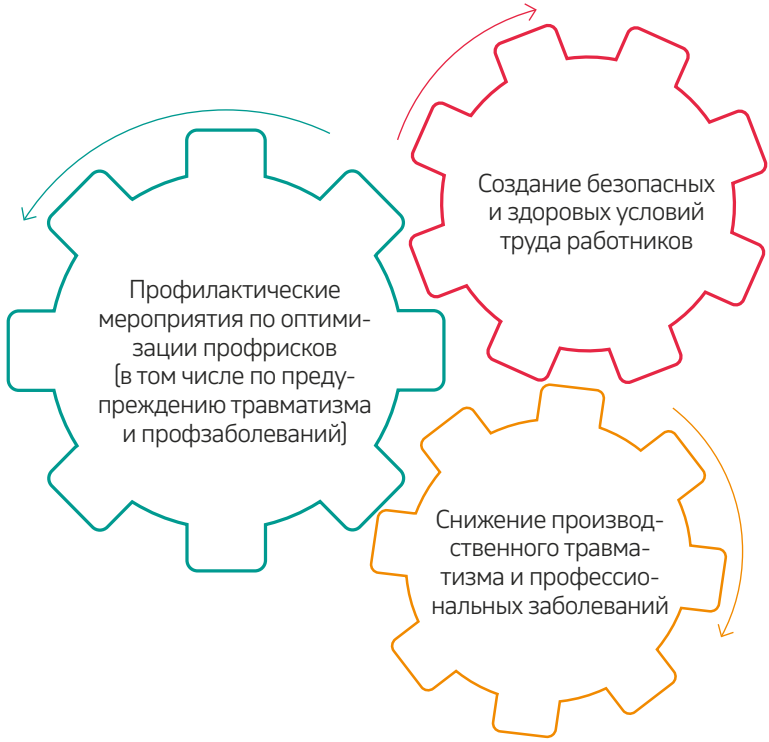 Создание безопасных
и здоровых условий
труда работников
Профилактические
мероприятия по оптими-
зации профрисков
(в том числе по преду-
преждению травматизма
и профзаболеваний)
Снижение производ-
ственного травма-
тизма и профессио-
нальных заболеваний